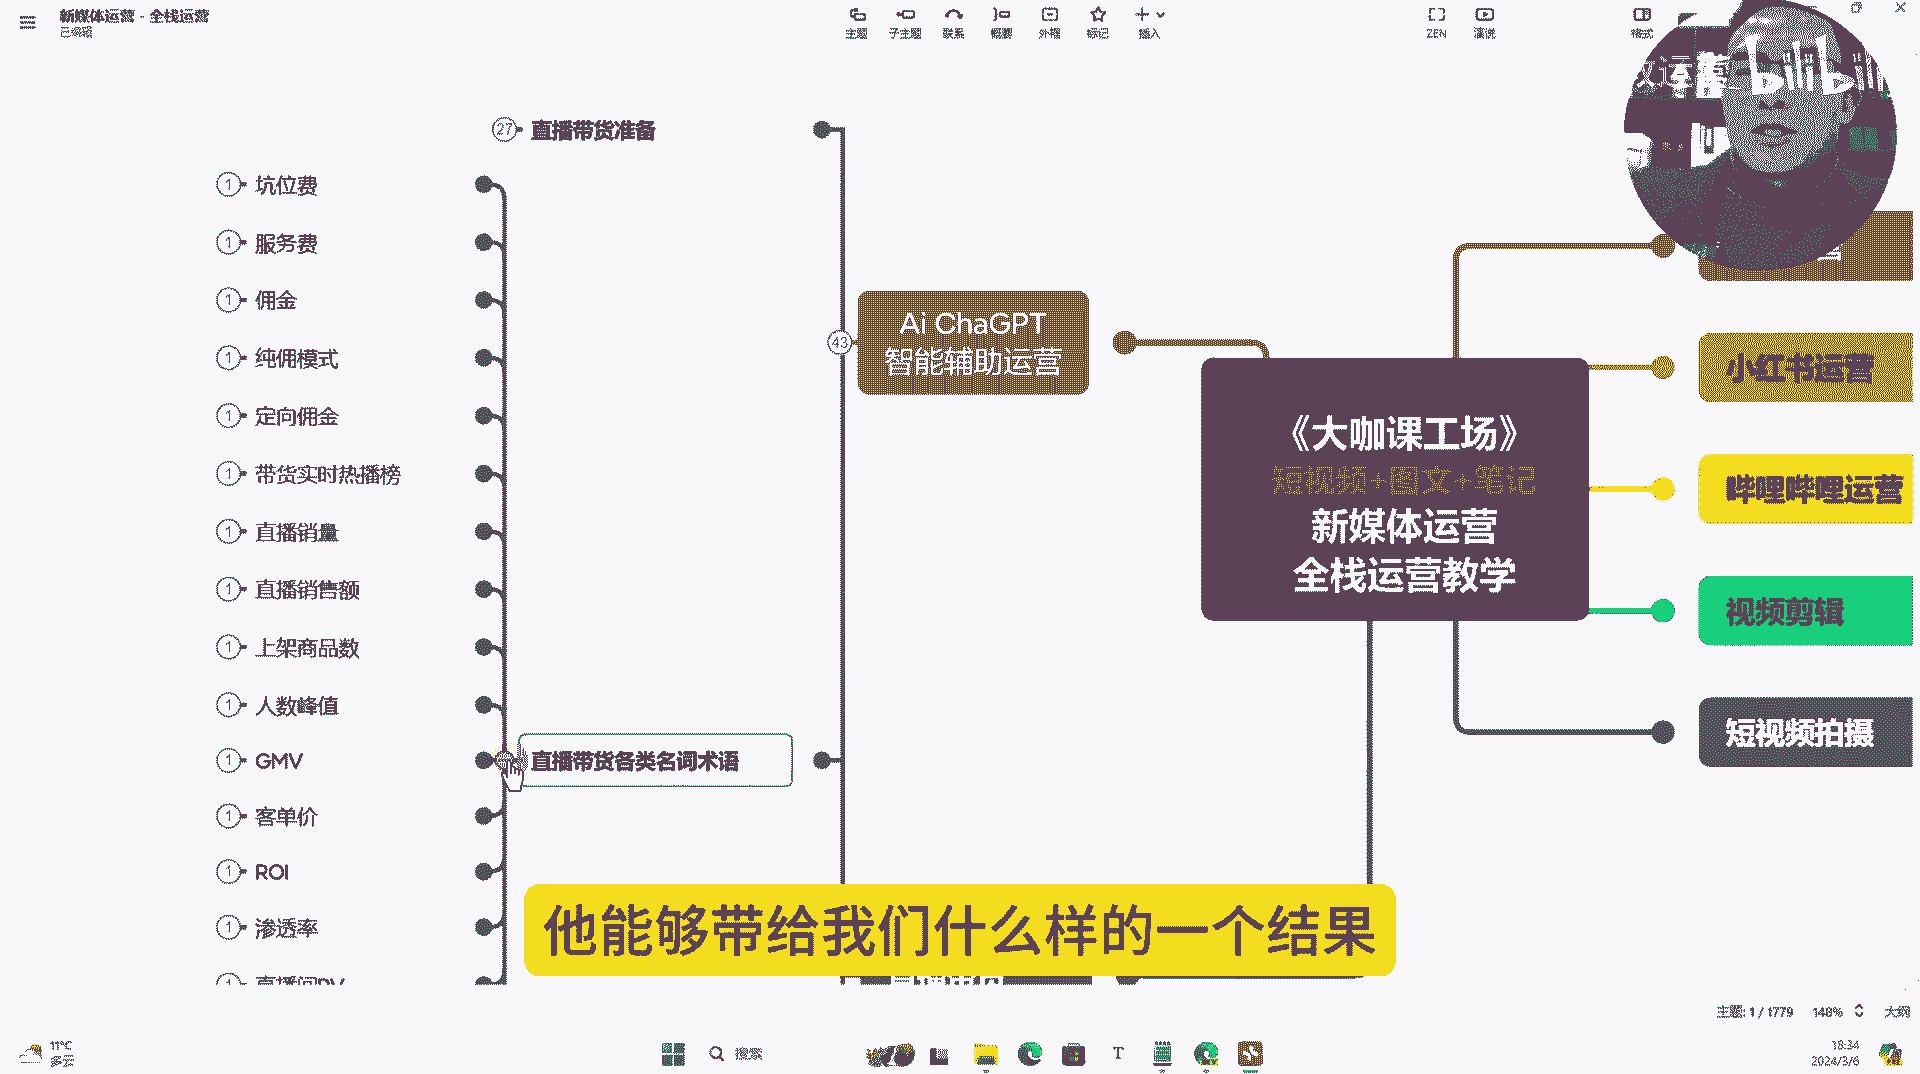 新媒体运营 - 全栈运营
已编辑
主题
子主题
联系
概要
外框
标记
插入
ZEN
演说
格式
bilibili
27
直播带货准备
1 坑位费
1 服务费
1 佣金
1 纯佣模式
1 定向佣金
1 带货实时热播榜
1 直播销量
1 直播销售额
1 上架商品数
1 人数峰值
1 GMV
直播带货各类名词术语
1 客单价
1 ROI
1 渗透率
1 直播间PV
43
Ai ChaGPT
智能辅助运营
《大咖课工场》
短视频+图文+笔记
新媒体运营
全栈运营教学
小红书运营
哔哩哔哩运营
视频剪辑
短视频拍摄
他能够带给我们什么样的一个结果
主题: 1 / 1779
148%
大纲
11°C
多云
搜索
18:34
2024/3/6